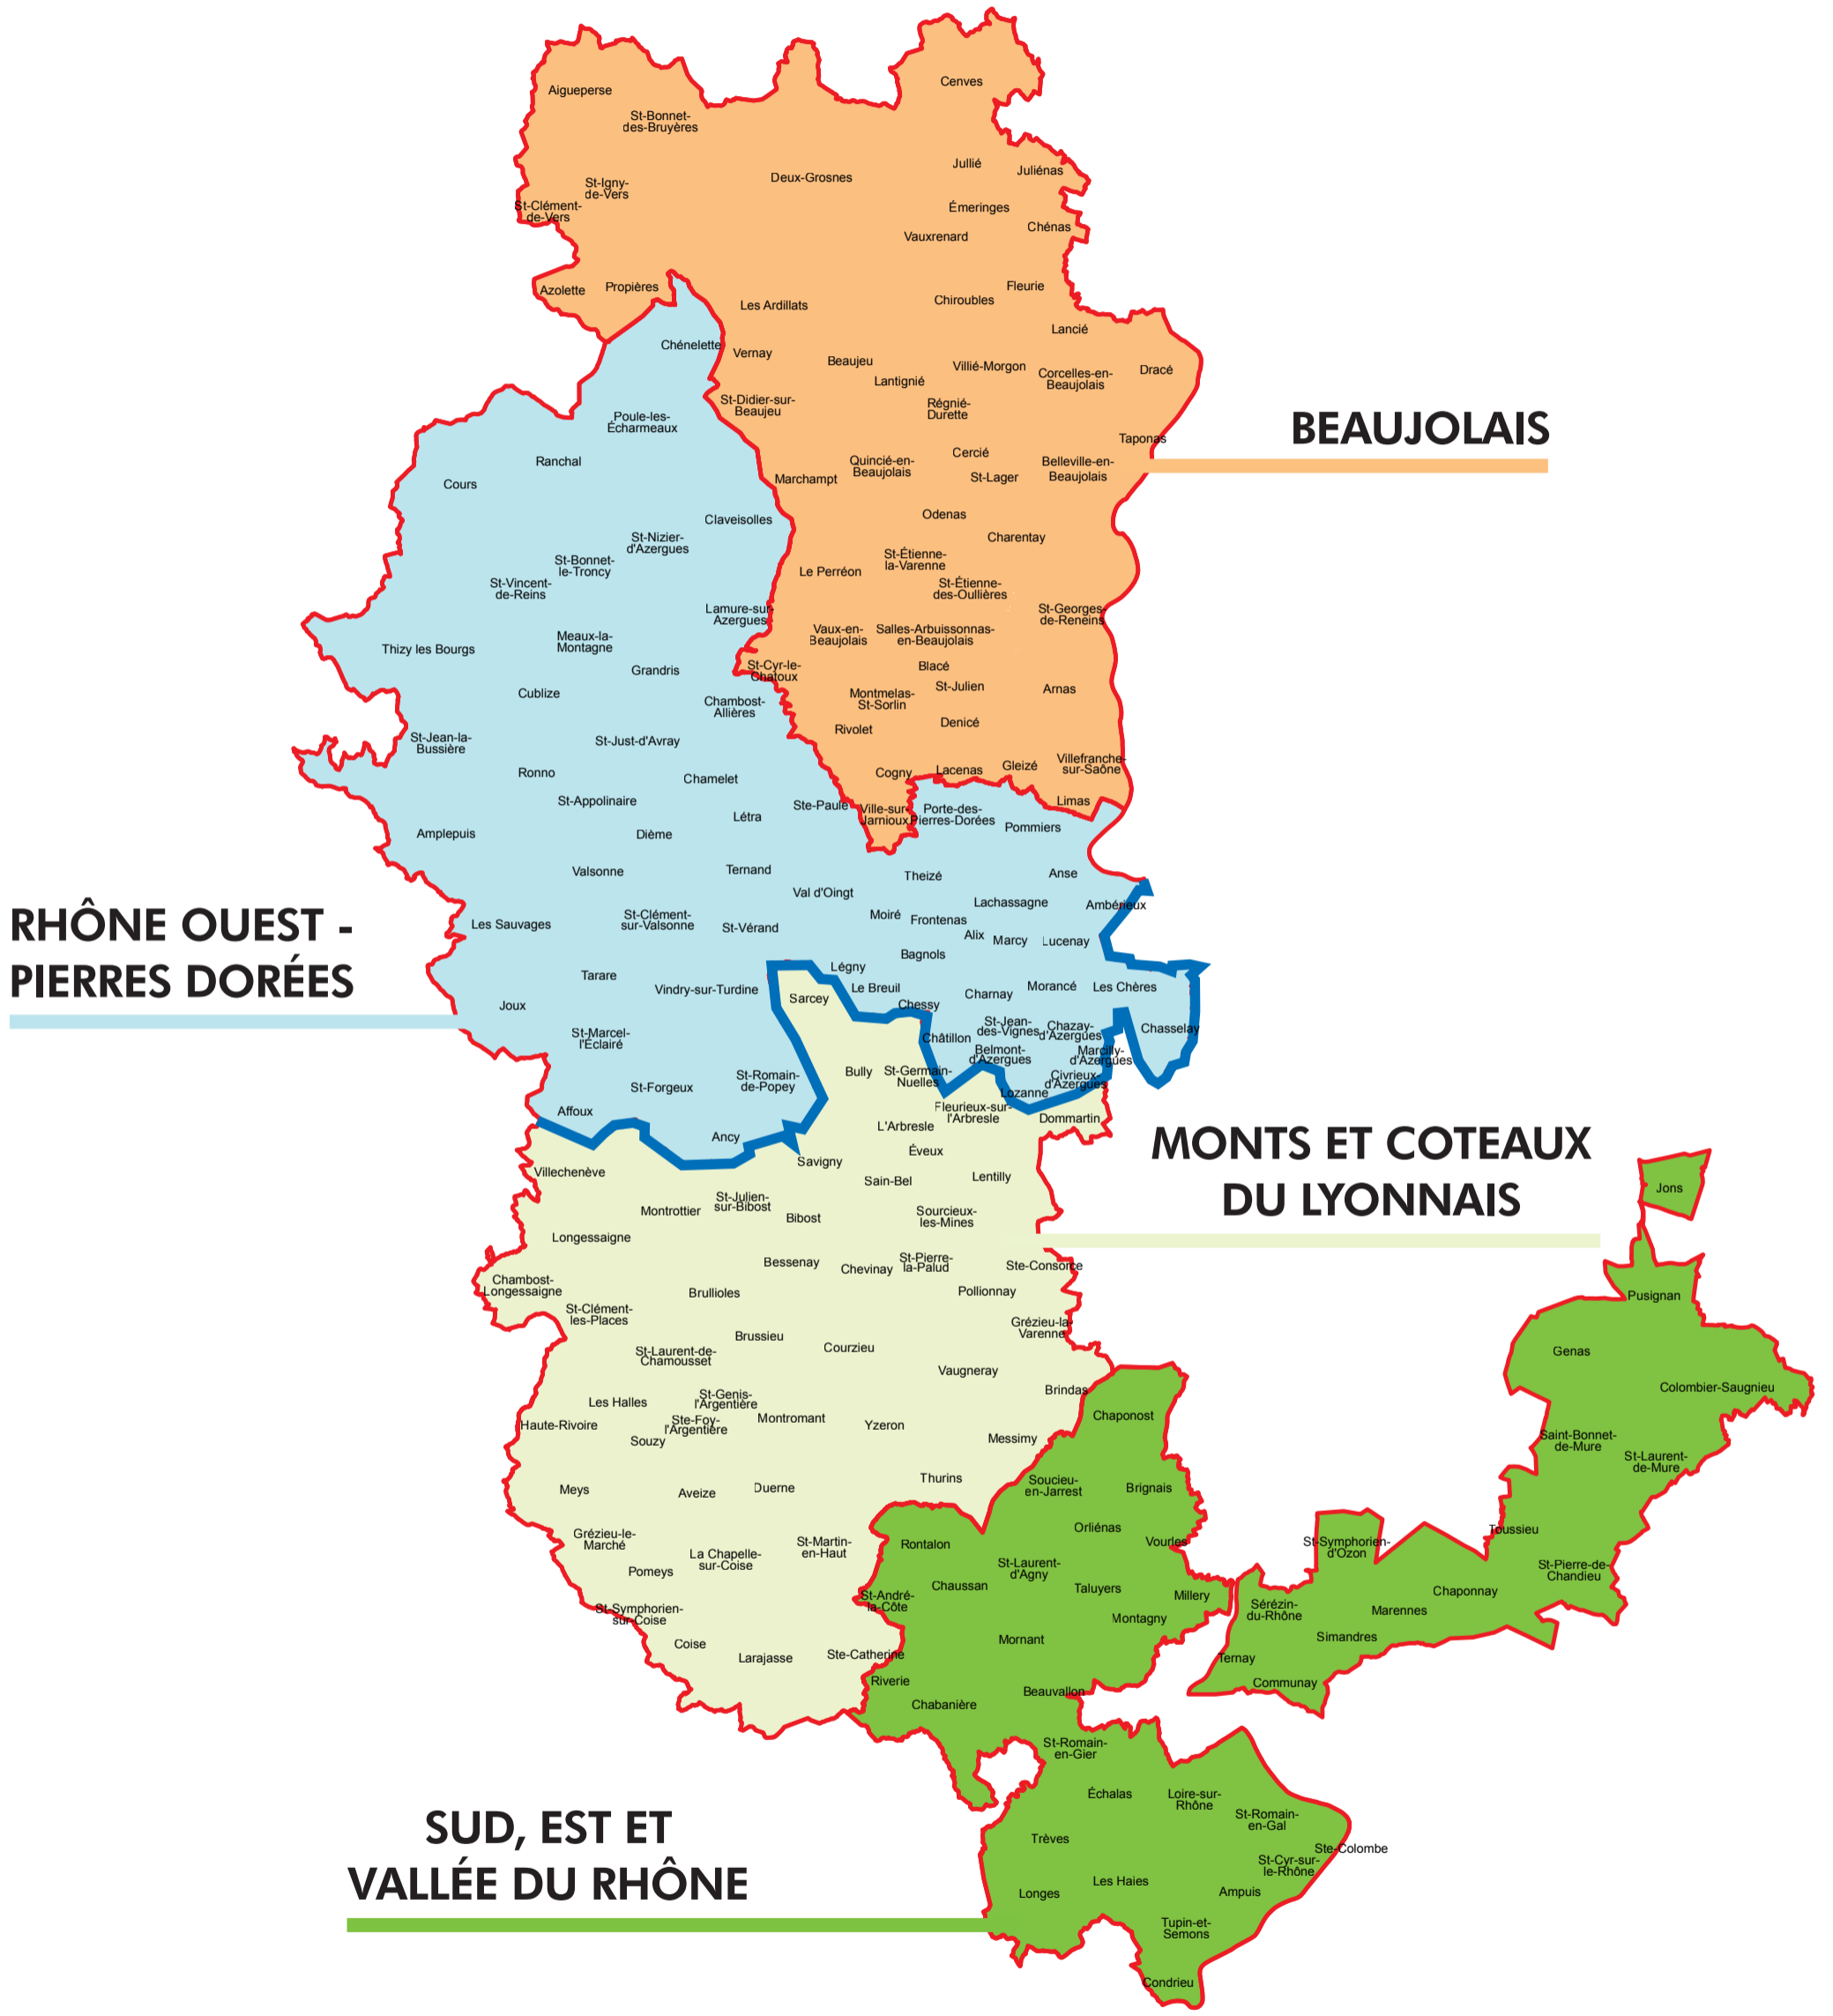 Cenves
Aigueperse
St-Bonnet-
des-Bruyères
Jullié
Juliénas
Deux-Grosnes
St-Igny-
de-Vers
St-Clément-
de-Vers
Émeringes
Chénas
Vauxrenard
Azolette
Propières
Fleurie
Chiroubles
Les Ardillats
Lancié
Chénelette
Vernay
Beaujeu
Villié-Morgon
Dracé
Lantignié
Corcelles-en-
Beaujolais
St-Didier-sur-
Beaujeu
Régnié-
Durette
Poule-les-
Écharmeaux
BEAUJOLAIS
Taponas
Cercié
Ranchal
Quincié-en-
Beaujolais
Belleville-en-
Beaujolais
Marchampt
St-Lager
Cours
Odenas
Claveisolles
Charentay
St-Nizier-
d'Azergues
St-Étienne-
la-Varenne
St-Bonnet-
le-Troncy
Le Perréon
St-Vincent-
de-Reins
St-Étienne-
des-Oullières
Lamure-sur-
Azergues
St-Georges-
de-Reneins
Vaux-en-
Beaujolais
Salles-Arbuissonnas-
en-Beaujolais
Meaux-la-
Montagne
Thizy les Bourgs
Grandris
St-Cyr-le-
Chatoux
Blacé
St-Julien
Arnas
Cublize
Montmelas-
St-Sorlin
Chambost-
Allières
Denicé
Rivolet
St-Jean-la-
Bussière
St-Just-d'Avray
Villefranche-
sur-Saône
Gleizé
Lacenas
Cogny
Ronno
Chamelet
St-Appolinaire
Ste-Paule
Limas
Ville-sur-
Jarnioux
Porte-des-
Pierres-Dorées
Létra
Pommiers
Amplepuis
Dième
Valsonne
Ternand
Theizé
Anse
Val d'Oingt
Lachassagne
Ambérieux
RHÔNE OUEST -
PIERRES DORÉES
Les Sauvages
St-Clément-
sur-Valsonne
St-Vérand
Moiré
Frontenas
Alix
Marcy
Lucenay
Bagnols
Légny
Tarare
Vindry-sur-Turdine
Le Breuil
Sarcey
Charnay
Morancé
Les Chères
Joux
Chessy
St-Marcel-
l'Éclairé
Châtillon
St-Jean-
des-Vignes
Chazay-
d'Azergues
Chasselay
Belmont-
d'Azergues
Marcilly-
d'Azergues
St-Forgeux
St-Romain-
de-Popey
Bully
St-Germain-
Nuelles
Civrieux-
d'Azergues
Lozanne
Affoux
Fleurieux-sur-
l'Arbresle
Dommartin
L'Arbresle
Ancy
Éveux
Savigny
MONTS ET COTEAUX
DU LYONNAIS
Villechenève
Sain-Bel
Lentilly
Jons
Montrottier
St-Julien-
sur-Bibost
Bibost
Sourcieux-
les-Mines
Longessaigne
Bessenay
Chevinay
St-Pierre-
la-Palud
Ste-Consorce
Chambost-
Longessaigne
Brullioles
Pollionnay
Pusignan
St-Clément-
les-Places
Brussieu
Grézieu-la-
Varenne
Courzieu
St-Laurent-de-
Chamousset
Genas
Vaugneray
Brindas
Colombier-Saugnieu
Les Halles
St-Genis-
l'Argentière
Chaponost
Haute-Rivoire
Ste-Foy-
l'Argentière
Montromant
Yzeron
Souzy
Messimy
Saint-Bonnet-
de-Mure
St-Laurent-
de-Mure
Thurins
Soucieu-
en-Jarrest
Brignais
Meys
Aveize
Duerne
Orliénas
Toussieu
Grézieu-le-
Marché
St-Martin-
en-Haut
Rontalon
Vourles
St-Symphorien-
d'Ozon
La Chapelle-
sur-Coise
Pomeys
St-Laurent-
d'Agny
St-Pierre-de-
Chandieu
Chaussan
Taluyers
Millery
Chaponnay
St-André-
la-Côte
Sérézin-
du-Rhône
Marennes
St-Symphorien-
sur-Coise
Montagny
Coise
Mornant
Simandres
Larajasse
Ste-Catherine
Ternay
Riverie
Communay
Beauvallon
Chabanière
St-Romain-
en-Gier
Échalas
Loire-sur-
Rhône
SUD, EST ET
VALLÉE DU RHÔNE
St-Romain-
en-Gal
Trèves
Ste-Colombe
St-Cyr-sur-
le-Rhône
Les Haies
Longes
Ampuis
Tupin-et-
Semons
Condrieu